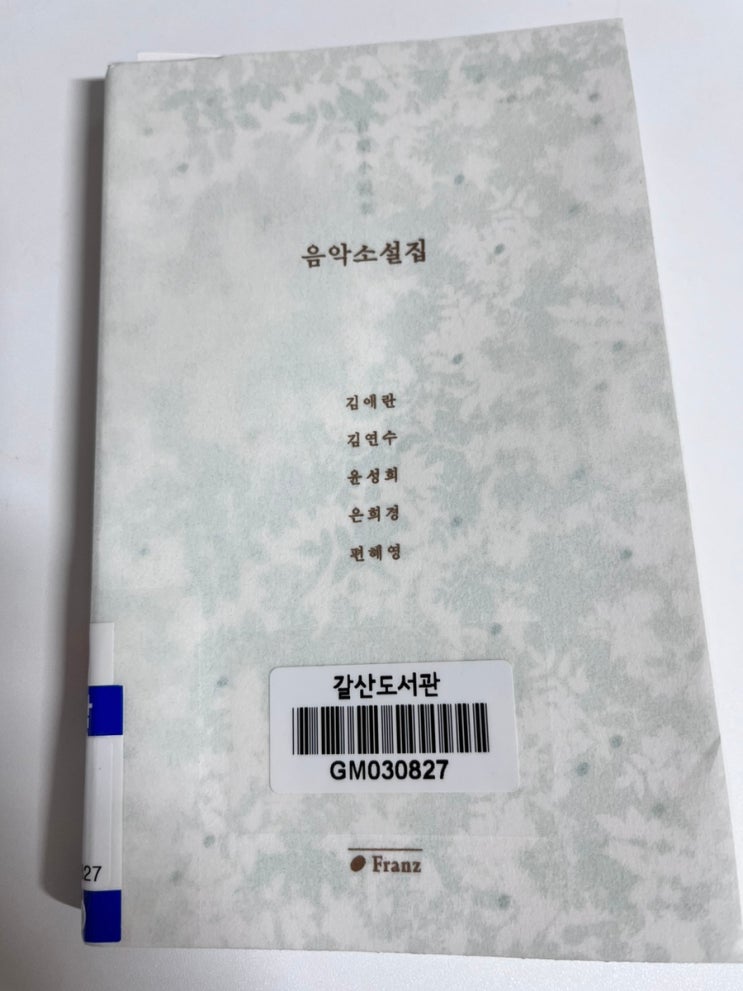 음악소설집
김애란
김연수
윤성희
은희경
편혜영
갈산도서관
GM030827
Franz
27